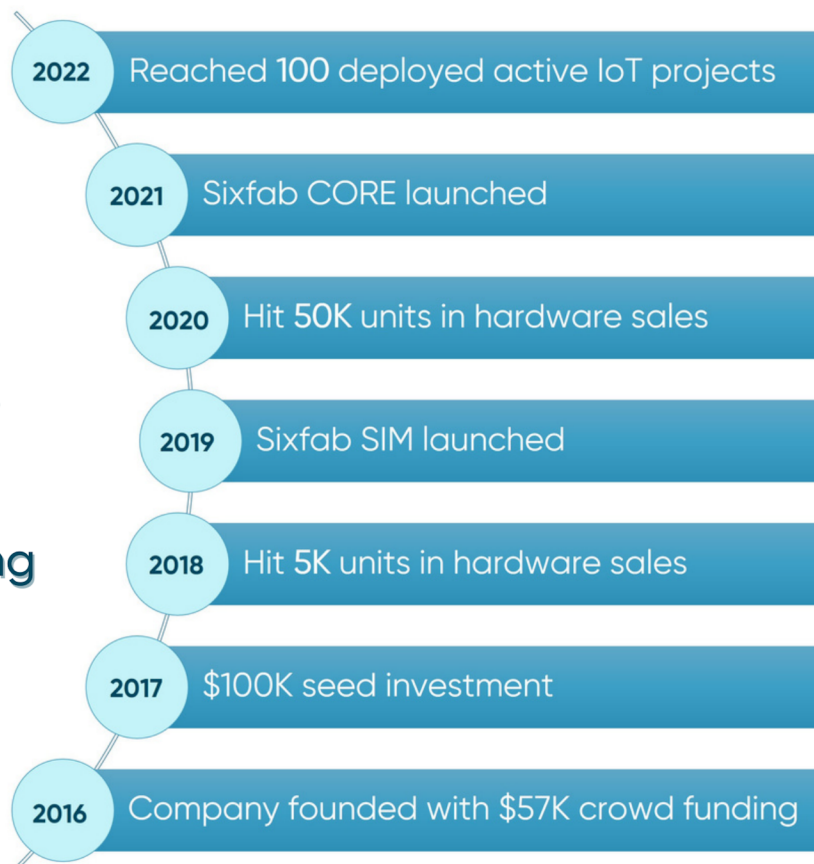 2022 Reached 100 deployed active IoT projects
2021 Sixfab CORE launched
2020 Hit 50K units in hardware sales
2019 Sixfab SIM launched
ng
2018 Hit 5K units in hardware sales
2017 $100K seed investment
2016 Company founded with $57K crowd funding